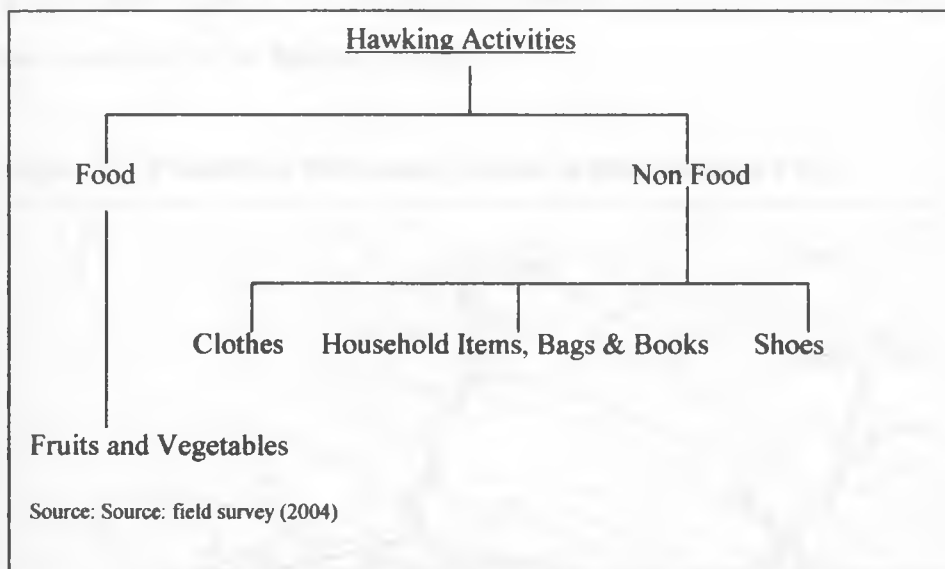 Hawking Activities
Food Non Food
Clothes Household Items, Bags & Books Shoes
Fruits and Vegetables
Source: Source: field survey (2004)